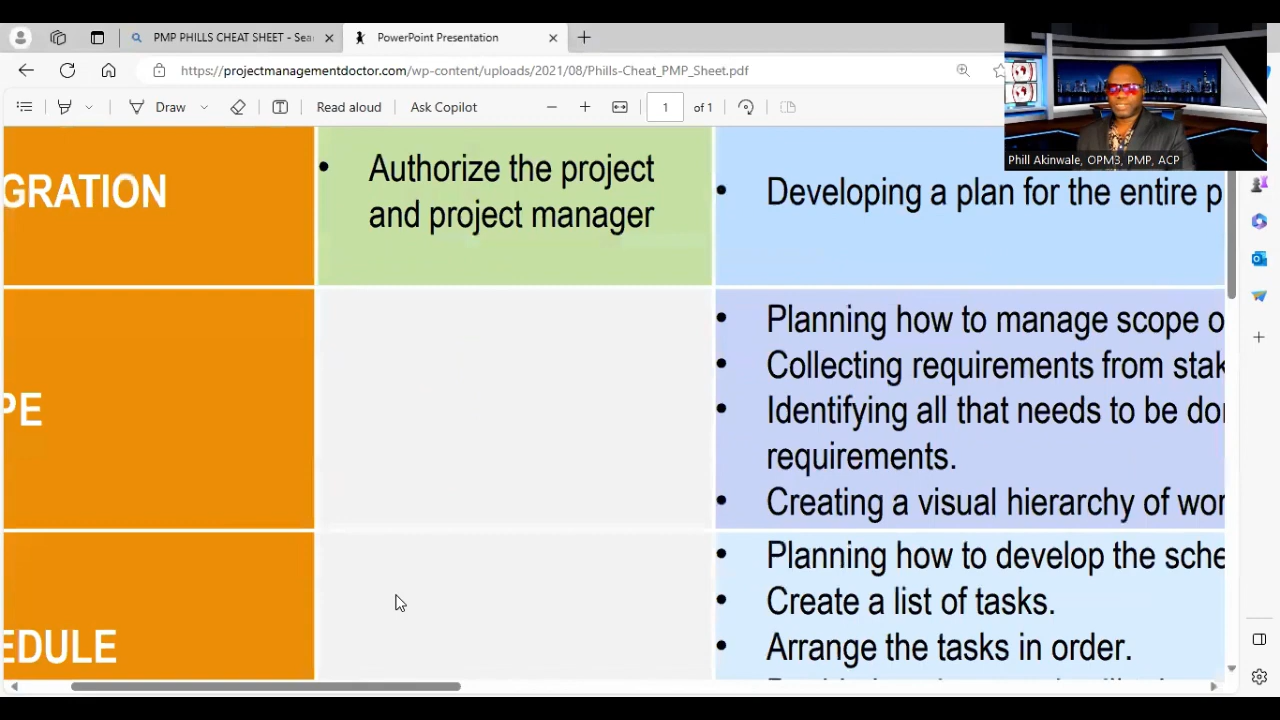 PMP PHILLS CHEAT SHEET - Sea
PowerPoint Presentation
https://projectmanagementdoctor.com/wp-content/uploads/2021/08/Phills-Cheat_PMP_Sheet.pdf
Draw
Read aloud
Ask Copilot
1
of 1
Phill Akinwale, OPM3, PMP, ACP
GRATION
• Authorize the project
and project manager
• Developing a plan for the entire p
PE
• Planning how to manage scope o
• Collecting requirements from stak
• Identifying all that needs to be do
requirements.
• Creating a visual hierarchy of wor
EDULE
• Planning how to develop the sche
• Create a list of tasks.
• Arrange the tasks in order.